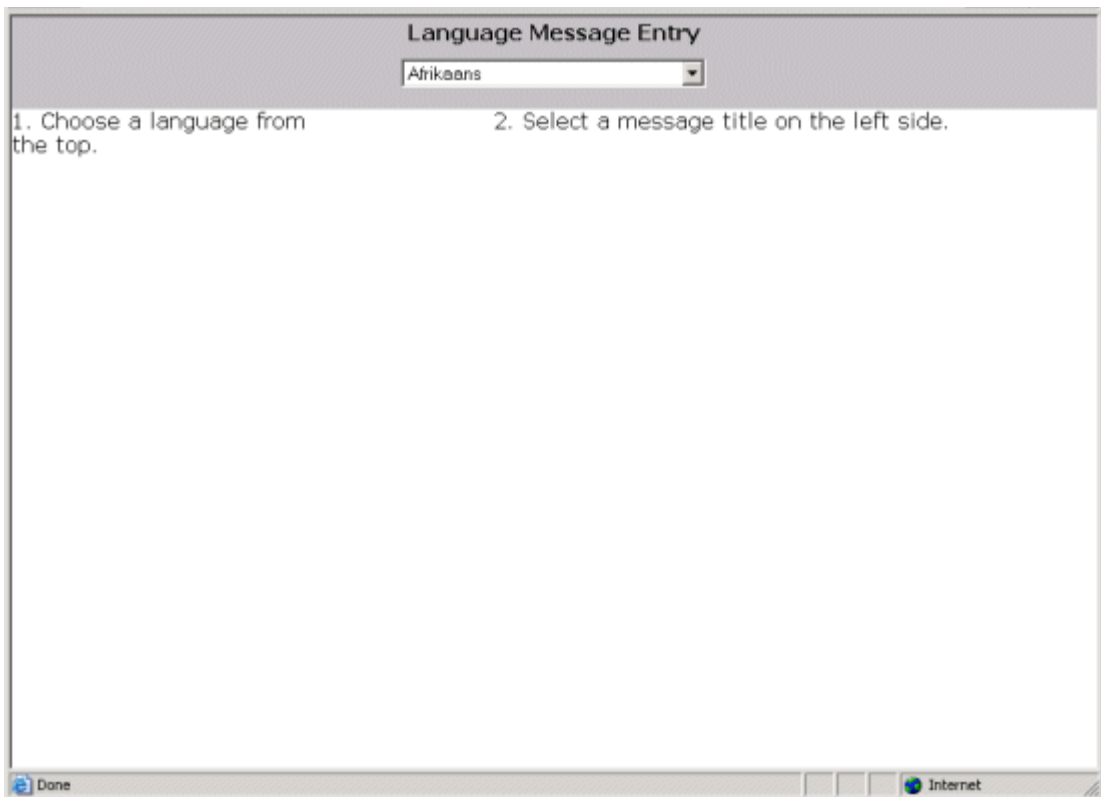 Language Message Entry
Afrikaans
1. Choose a language from
the top.
2. Select a message title on the left side.
Done
Internet